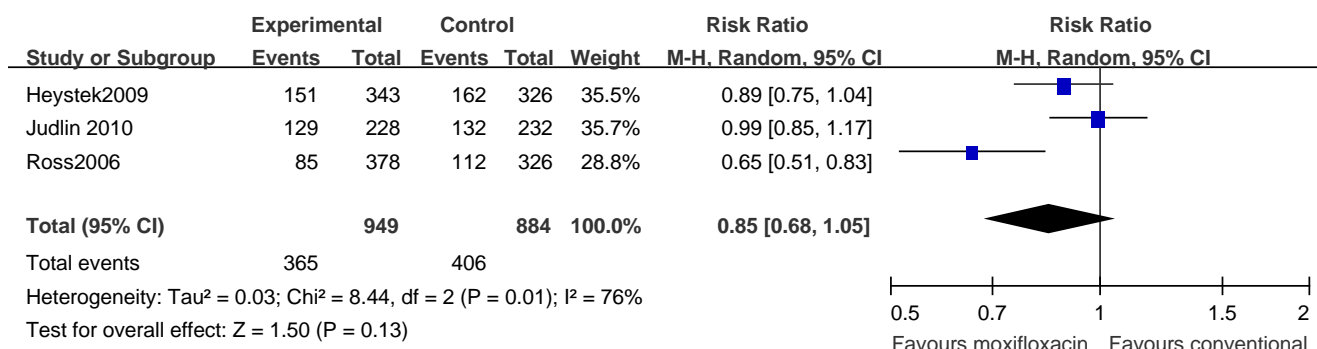 Experimental Control Risk Ratio Risk Ratio
Study or Subgroup Events Total Events Total Weight M-H, Random, 95% CI M-H, Random, 95% CI
Heystek2009 151 343 162 326 35.5% 0.89 [0.75, 1.04]
Judlin 2010 129 228 132 232 35.7% 0.99 [0.85, 1.17]
Ross2006 85 378 112 326 28.8% 0.65 [0.51, 0.83]
Total (95% CI) 949 884 100.0% 0.85 [0.68, 1.05]
Total events 365 406
Heterogeneity: Tau² = 0.03; Chi² = 8.44, df = 2 (P = 0.01); I² = 76%
Test for overall effect: Z = 1.50 (P = 0.13)
0.5 0.7 1 1.5 2
Favours moxifloxacin Favours conventional